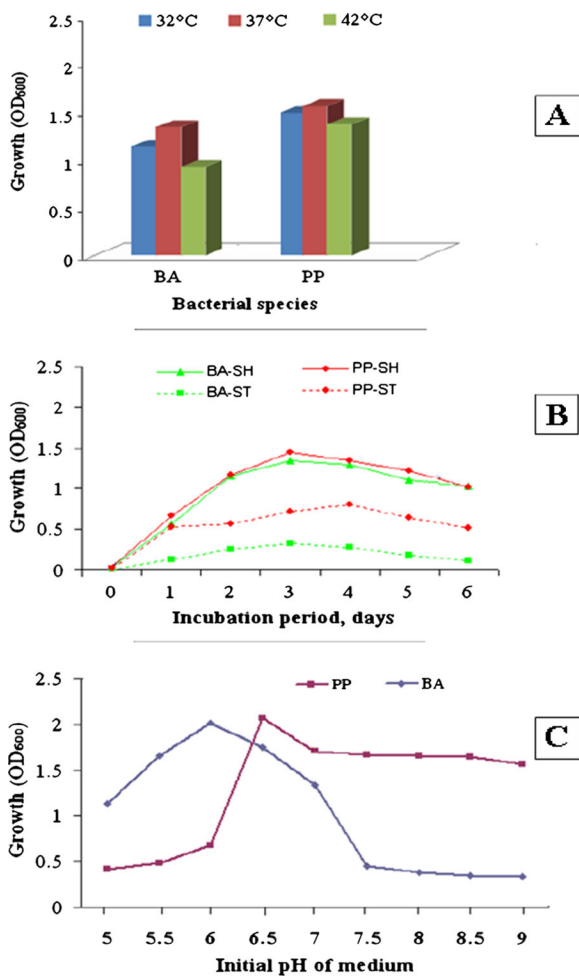 32°C 37°C 42°C
2.5
2
1.5
1
0.5
0
Growth (OD600)
BA PP
Bacterial species
A
BA-SH PP-SH
BA-ST PP-ST
2.5
2
1.5
1
0.5
0
Growth (OD600)
0 1 2 3 4 5 6
Incubation period, days
B
PP BA
2.5
2
1.5
1
0.5
0
Growth (OD600)
5 5.5 6 6.5 7 7.5 8 8.5 9
Initial pH of medium
C